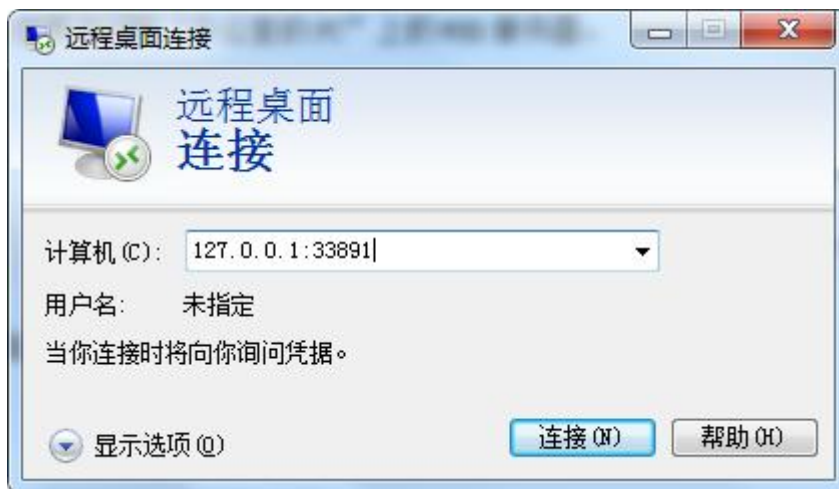 远程桌面连接
远程桌面
连接
计算机(C): 127.0.0.1:33891
用户名: 未指定
当你连接时将向你询问凭据。
显示选项(O) 连接(N) 帮助(H)